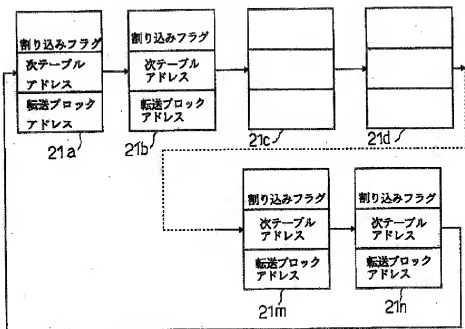 割り込みフラグ
次テーブル
アドレス
転送ブロック
アドレス
21a
割り込みフラグ
次テーブル
アドレス
転送ブロック
アドレス
21b
21c
21d
割り込みフラグ
次テーブル
アドレス
転送ブロック
アドレス
21m
割り込みフラグ
次テーブル
アドレス
転送ブロック
アドレス
21n